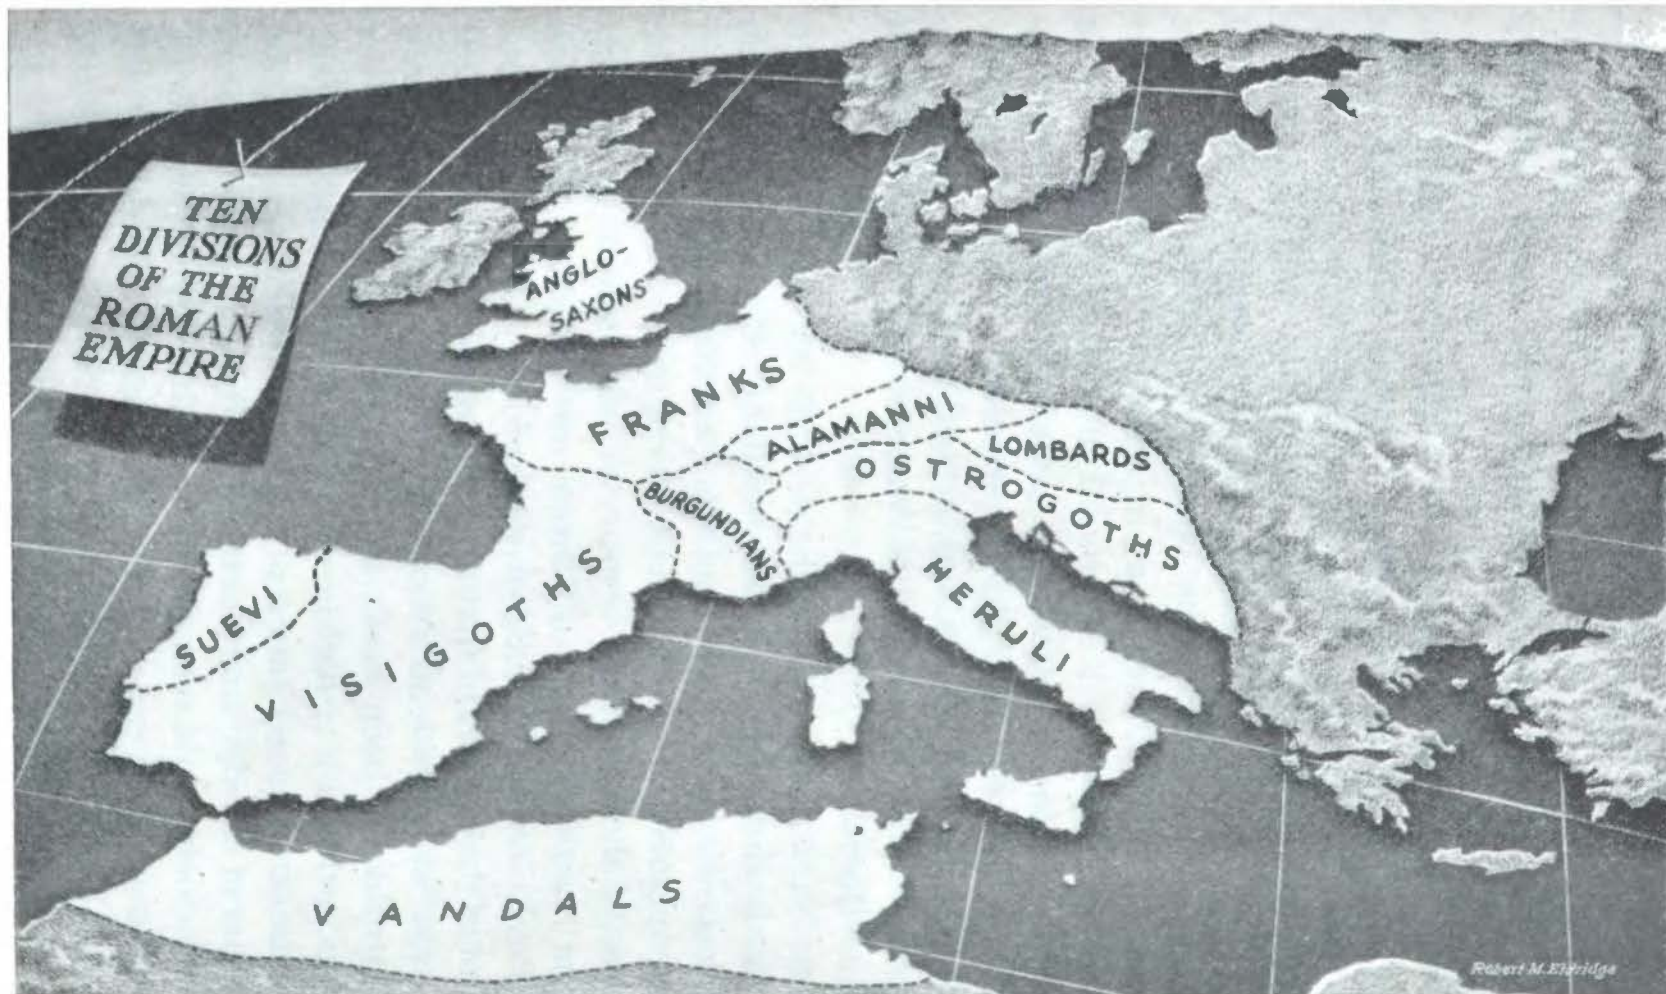 TEN
DIVISIONS
OF THE
ROMAN
EMPIRE
ANGLO-
SAXONS
FRANKS
ALAMANNI
LOMBARDS
OSTROGOTHS
BURGUNDIANS
HERULI
SUEVI
VISIGOTHS
VANDALS
Robert M. Eldridge